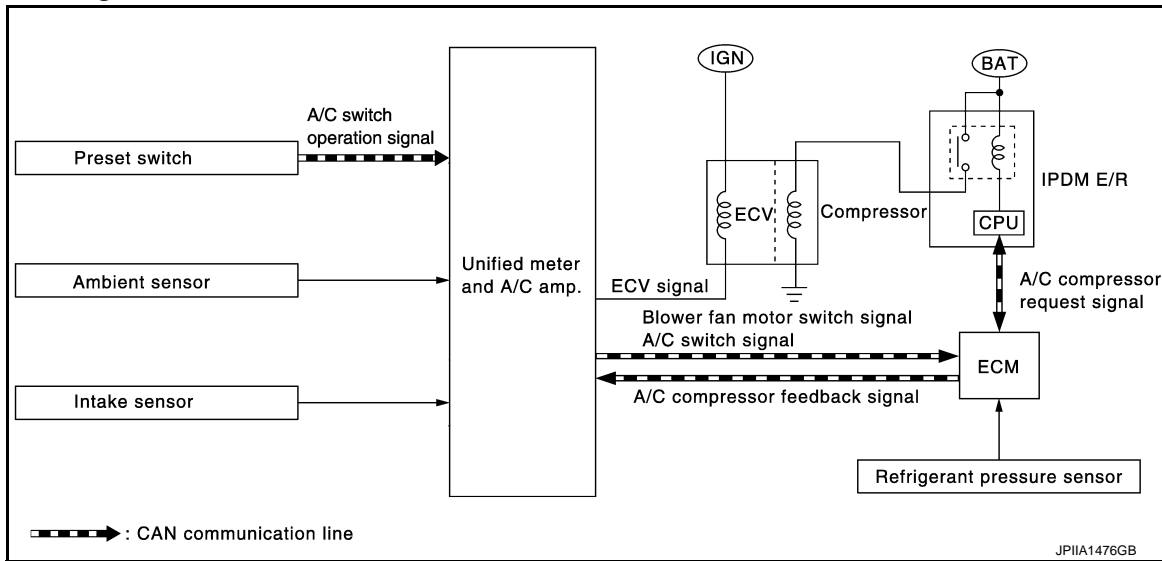 IGN
BAT
A/C switch
operation signal
Preset switch
IPDM E/R
ECV
Compressor
CPU
Ambient sensor
Unified meter
and A/C amp.
ECV signal
A/C compressor
request signal
Blower fan motor switch signal
A/C switch signal
ECM
Intake sensor
A/C compressor feedback signal
Refrigerant pressure sensor
: CAN communication line
JPIIA1476GB